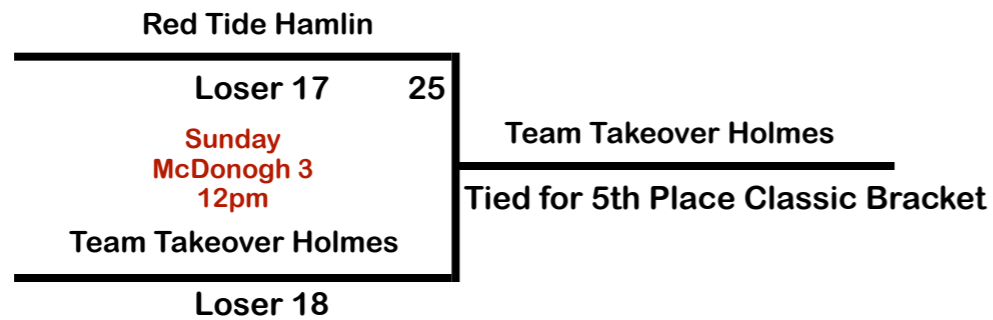 Red Tide Hamlin
Loser 17 25
Sunday
McDonogh 3
12pm
Team Takeover Holmes
Loser 18
Team Takeover Holmes
Tied for 5th Place Classic Bracket